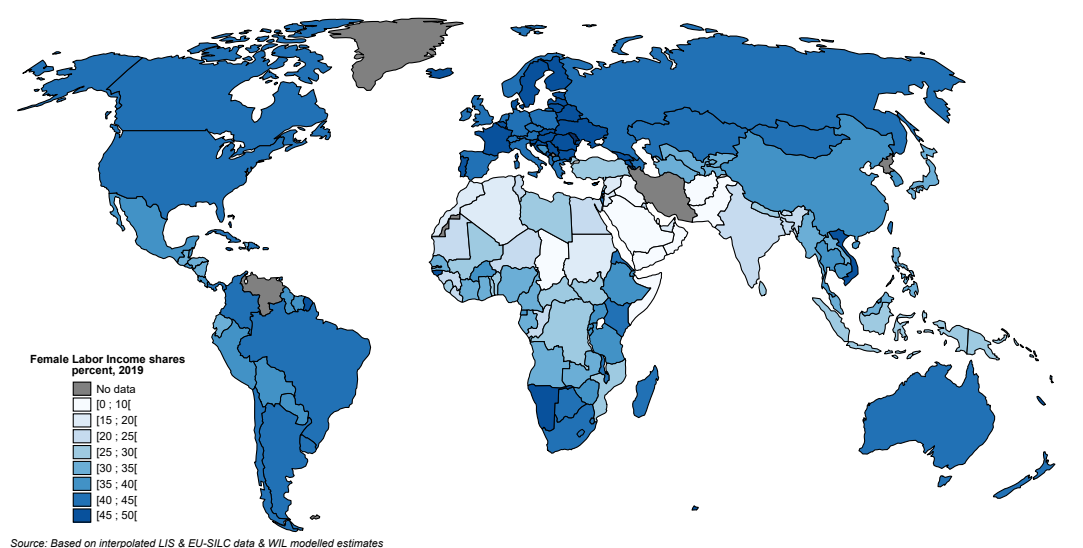 Female Labor Income shares
percent, 2019
No data
[0 ; 10[
[15 ; 20[
[20 ; 25[
[25 ; 30[
[30 ; 35[
[35 ; 40[
[40 ; 45[
[45 ; 50[
Source: Based on interpolated LIS & EU-SILC data & WIL modelled estimates